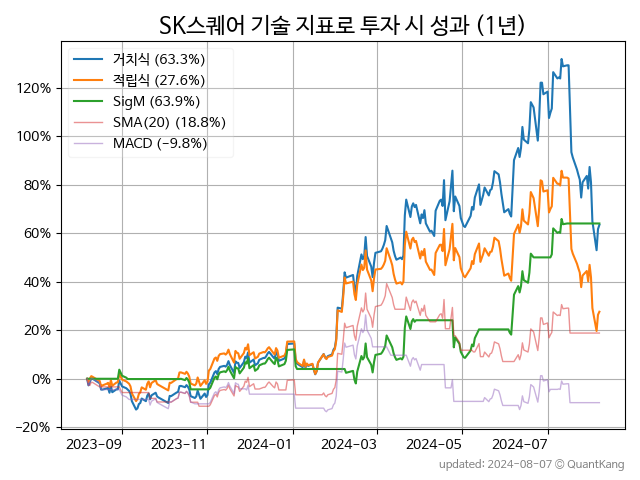 SK스퀘어 기술 지표로 투자 시 성과 (1년)
거치식 (63.3%)
적립식 (27.6%)
SigM (63.9%)
SMA(20) (18.8%)
MACD (-9.8%)
120%
100%
80%
60%
40%
20%
0%
−20%
2023-09 2023-11 2024-01 2024-03 2024-05 2024-07
updated: 2024-08-07 © QuantKang